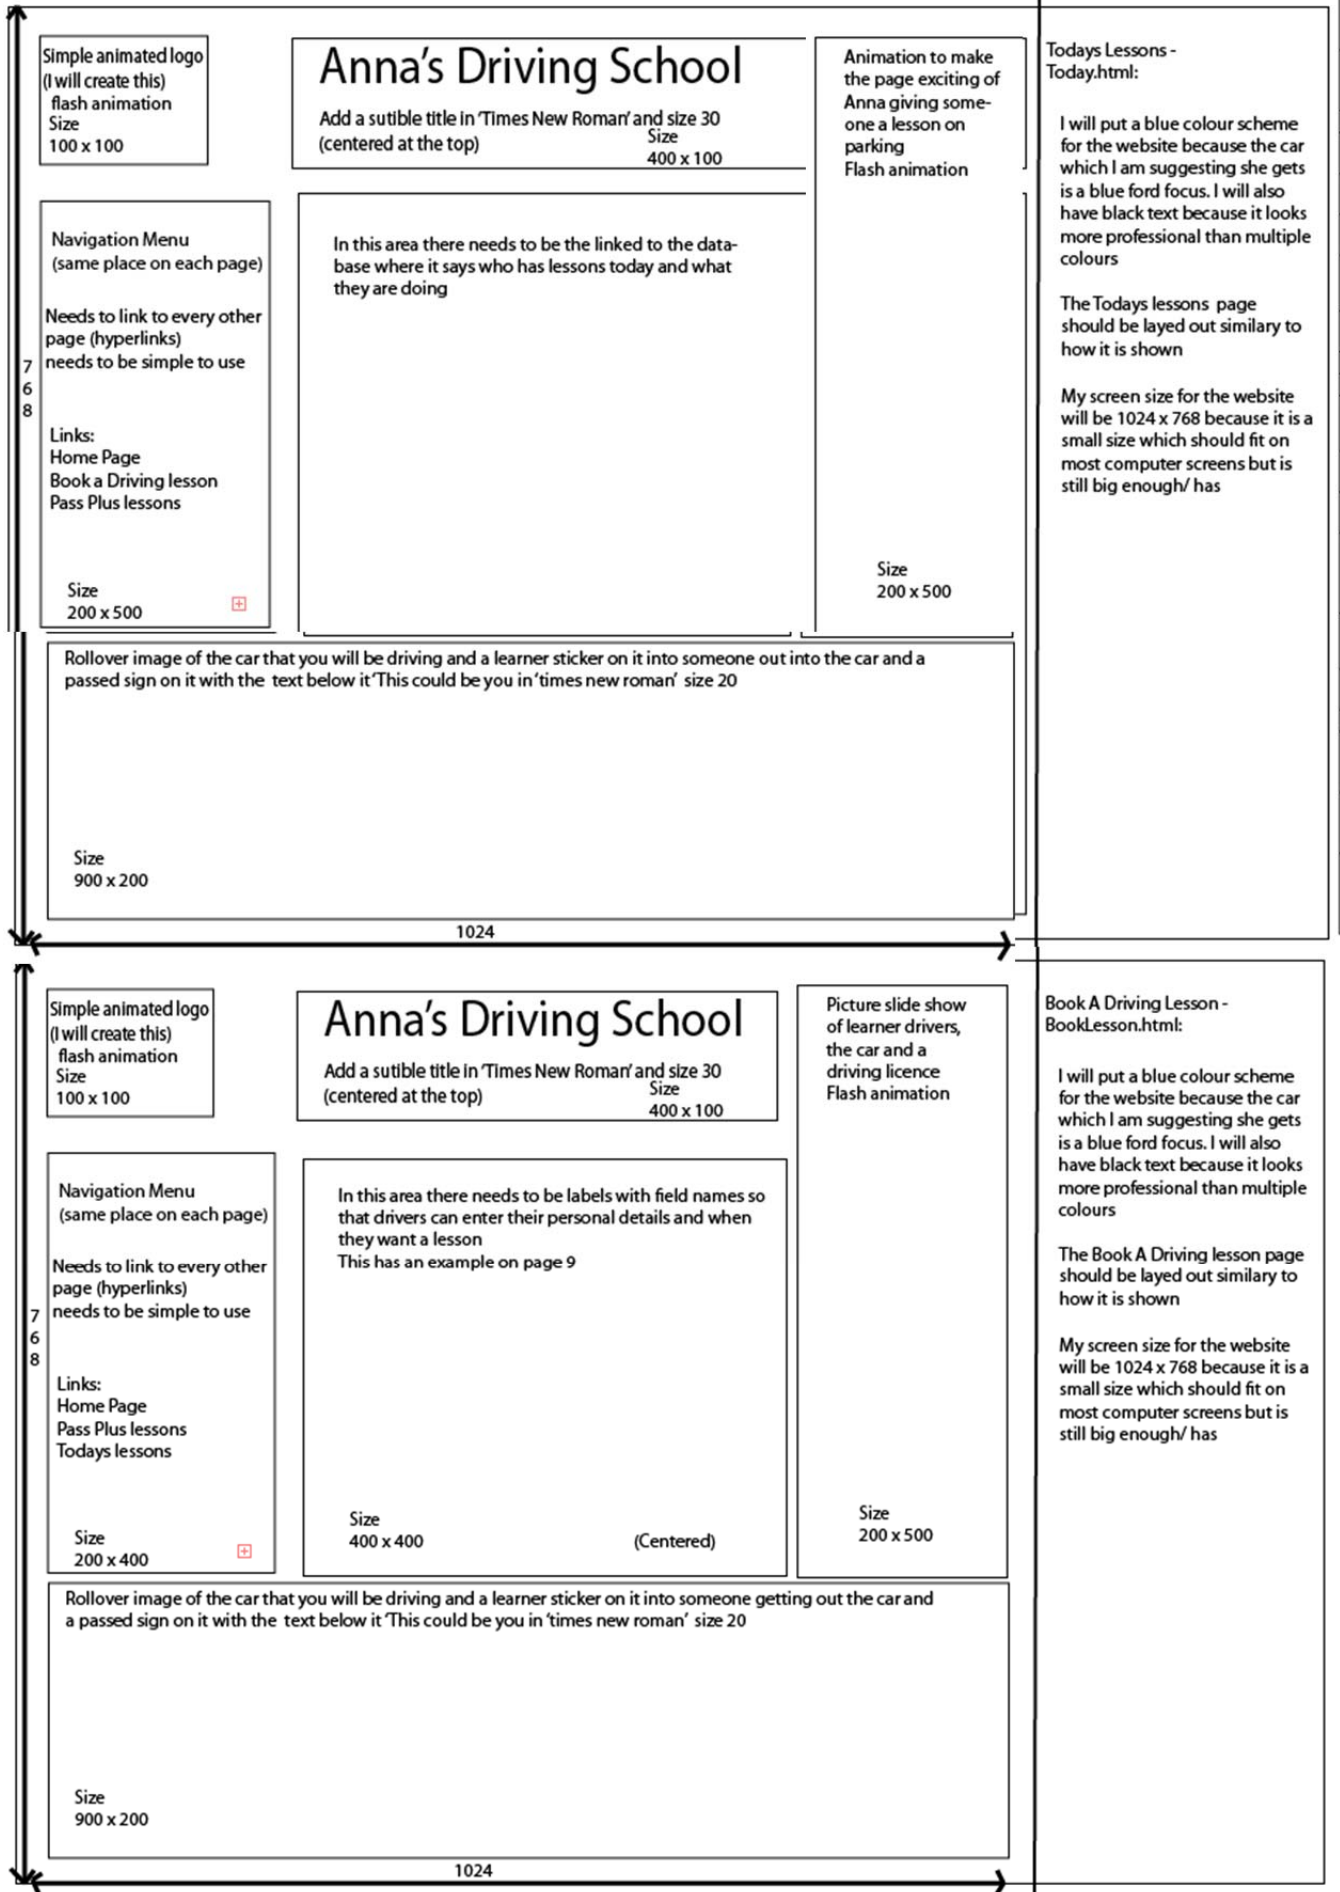 Simple animated logo
(I will create this)
flash animation
Size
100 x 100
Anna's Driving School
Add a sutible title in 'Times New Roman' and size 30
(centered at the top)
Size
400 x 100
Animation to make
the page exciting of
Anna giving some-
one a lesson on
parking
Flash animation
Size
200 x 500
Navigation Menu
(same place on each page)
Needs to link to every other
page (hyperlinks)
needs to be simple to use
Links:
Home Page
Book a Driving lesson
Pass Plus lessons
Size
200 x 500
7
6
8
In this area there needs to be the linked to the data-
base where it says who has lessons today and what
they are doing
Rollover image of the car that you will be driving and a learner sticker on it into someone out into the car and a
passed sign on it with the text below it 'This could be you in 'times new roman' size 20
Size
900 x 200
1024
Todays Lessons -
Today.html:
I will put a blue colour scheme
for the website because the car
which I am suggesting she gets
is a blue ford focus. I will also
have black text because it looks
more professional than multiple
colours
The Todays lessons page
should be layed out similary to
how it is shown
My screen size for the website
will be 1024 x 768 because it is a
small size which should fit on
most computer screens but is
still big enough/ has
Simple animated logo
(I will create this)
flash animation
Size
100 x 100
Anna's Driving School
Add a sutible title in 'Times New Roman' and size 30
(centered at the top)
Size
400 x 100
Picture slide show
of learner drivers,
the car and a
driving licence
Flash animation
Size
200 x 500
Navigation Menu
(same place on each page)
Needs to link to every other
page (hyperlinks)
needs to be simple to use
Links:
Home Page
Pass Plus lessons
Todays lessons
Size
200 x 400
7
6
8
In this area there needs to be labels with field names so
that drivers can enter their personal details and when
they want a lesson
This has an example on page 9
Size
400 x 400
(Centered)
Rollover image of the car that you will be driving and a learner sticker on it into someone getting out the car and
a passed sign on it with the text below it 'This could be you in 'times new roman' size 20
Size
900 x 200
1024
Book A Driving Lesson -
BookLesson.html:
I will put a blue colour scheme
for the website because the car
which I am suggesting she gets
is a blue ford focus. I will also
have black text because it looks
more professional than multiple
colours
The Book A Driving lesson page
should be layed out similary to
how it is shown
My screen size for the website
will be 1024 x 768 because it is a
small size which should fit on
most computer screens but is
still big enough/ has